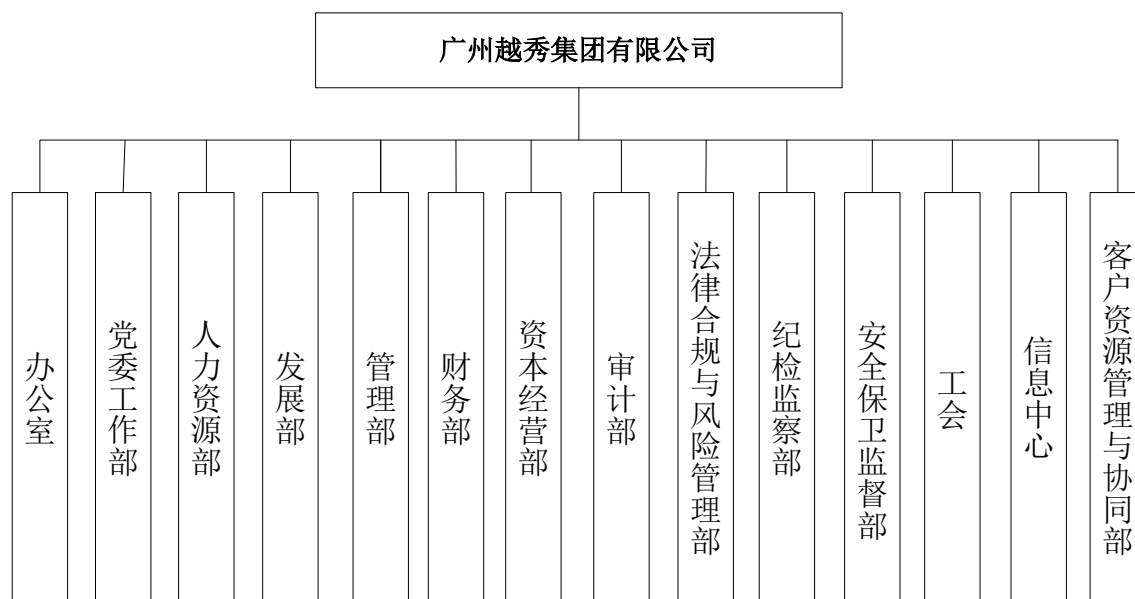 广州越秀集团有限公司
办公室
党委工作部
人力资源部
发展部
管理部
财务部
资本经营部
审计部
法律合规与风险管理部
纪检监察部
安全保卫监督部
工会
信息中心
客户资源管理与协同部